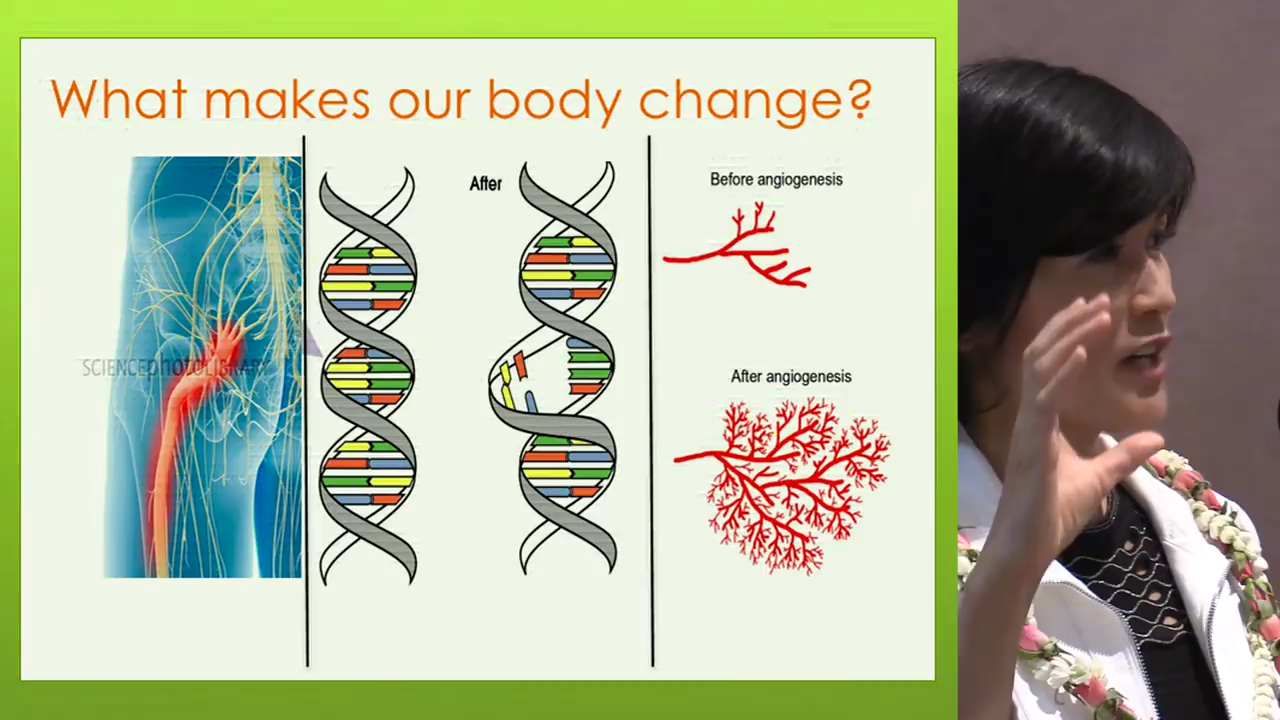 What makes our body change?
After
Before angiogenesis
SCIENCEPHOTOLIBRARY
After angiogenesis